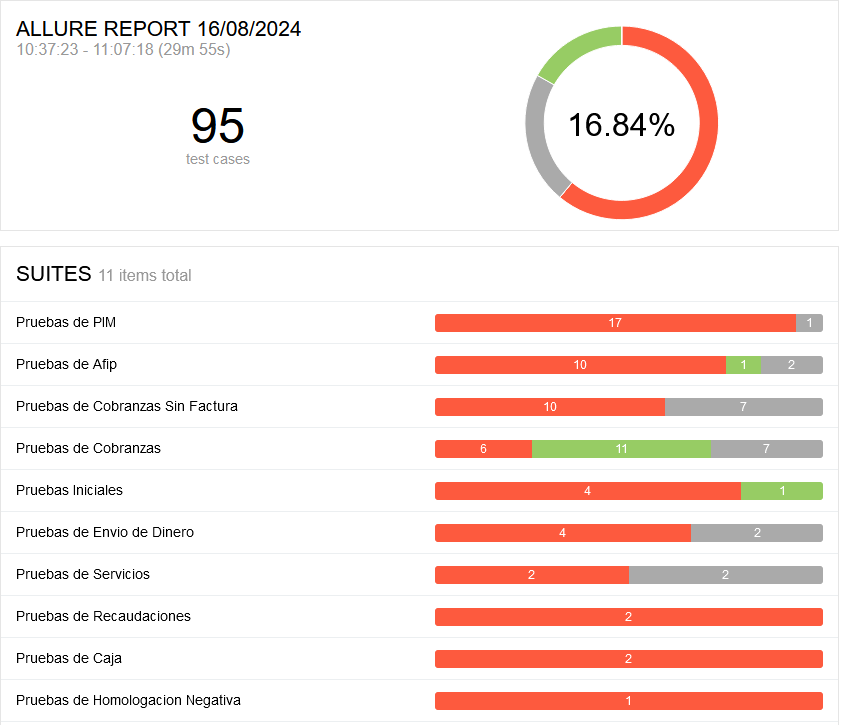 ALLURE REPORT 16/08/2024
10:37:23 - 11:07:18 (29m 55s)
95
test cases
16.84%
SUITES 11 items total
Pruebas de PIM 17 1
Pruebas de Afip 10 1 2
Pruebas de Cobranzas Sin Factura 10 7
Pruebas de Cobranzas 6 11 7
Pruebas Iniciales 4 1
Pruebas de Envio de Dinero 4 2
Pruebas de Servicios 2 2
Pruebas de Recaudaciones 2
Pruebas de Caja 2
Pruebas de Homologacion Negativa 1